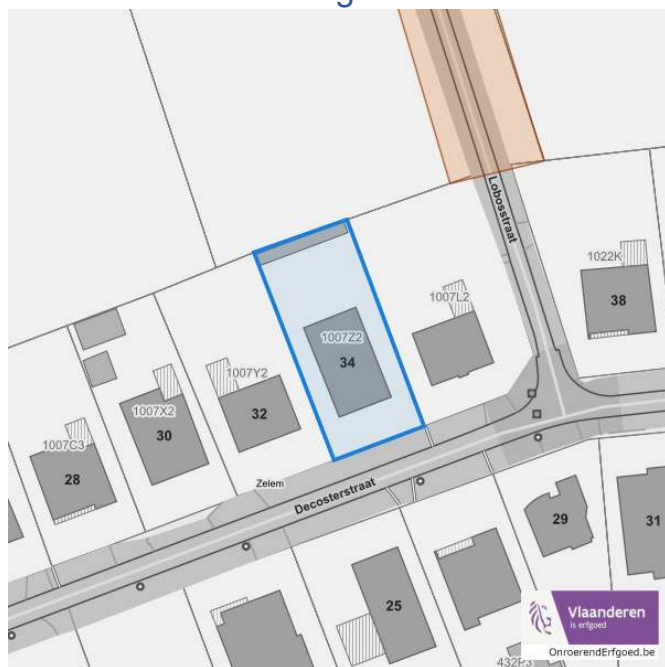 Lobosstraat
1022K
38
1007L2
1007Z2
34
1007Y2
32
1007X2
30
1007C3
28
Zelem
Decosterstraat
29
31
25
Vlaanderen
is erfgoed
OnroerendErfgoed.be